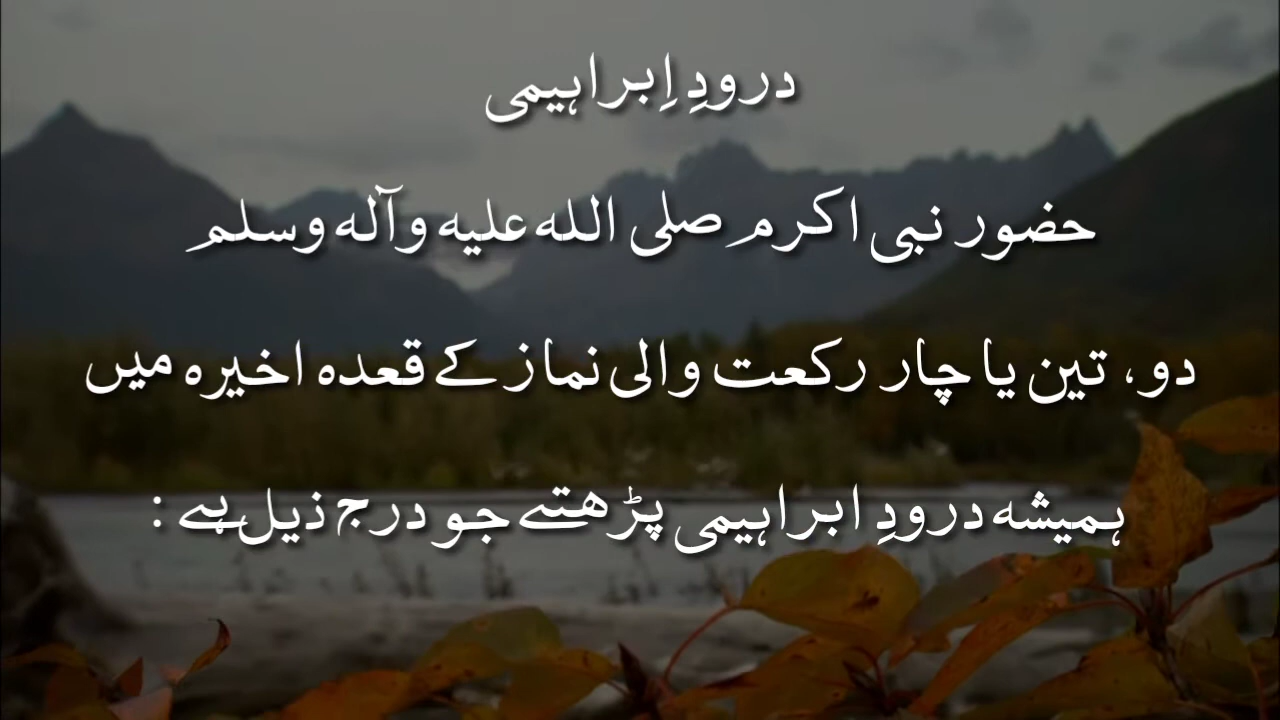 درودِ اِبراہیمی
حضور نبی اکرم صلی اللہ علیہ وآلہ وسلم
دو، تین یا چار رکعت والی نماز کے قعدہ اخیرہ میں
ہمیشہ درودِ ابراہیمی پڑھتے جو درج ذیل ہے :